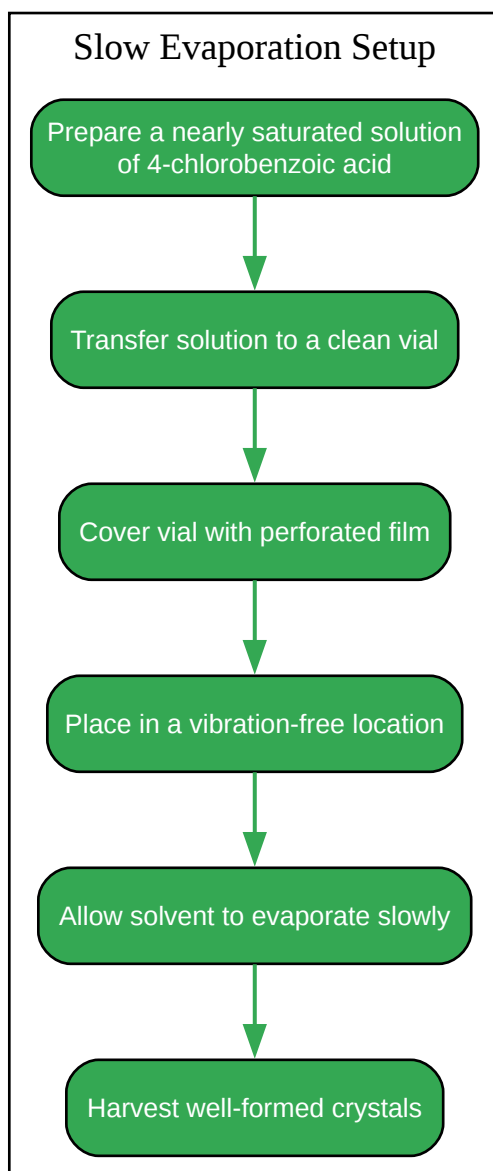 Slow Evaporation Setup
Prepare a nearly saturated solution
of 4-chlorobenzoic acid
Transfer solution to a clean vial
Cover vial with perforated film
Place in a vibration-free location
Allow solvent to evaporate slowly
Harvest well-formed crystals